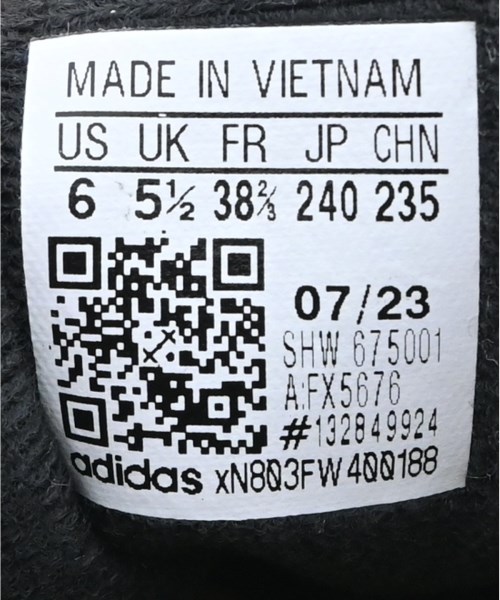 MADE IN VIETNAM
US UK FR JP CHN
6 5½ 38⅔ 240 235
07/23
SHW 675001
A:FX5676
#132849924
adidas xN803FW400188